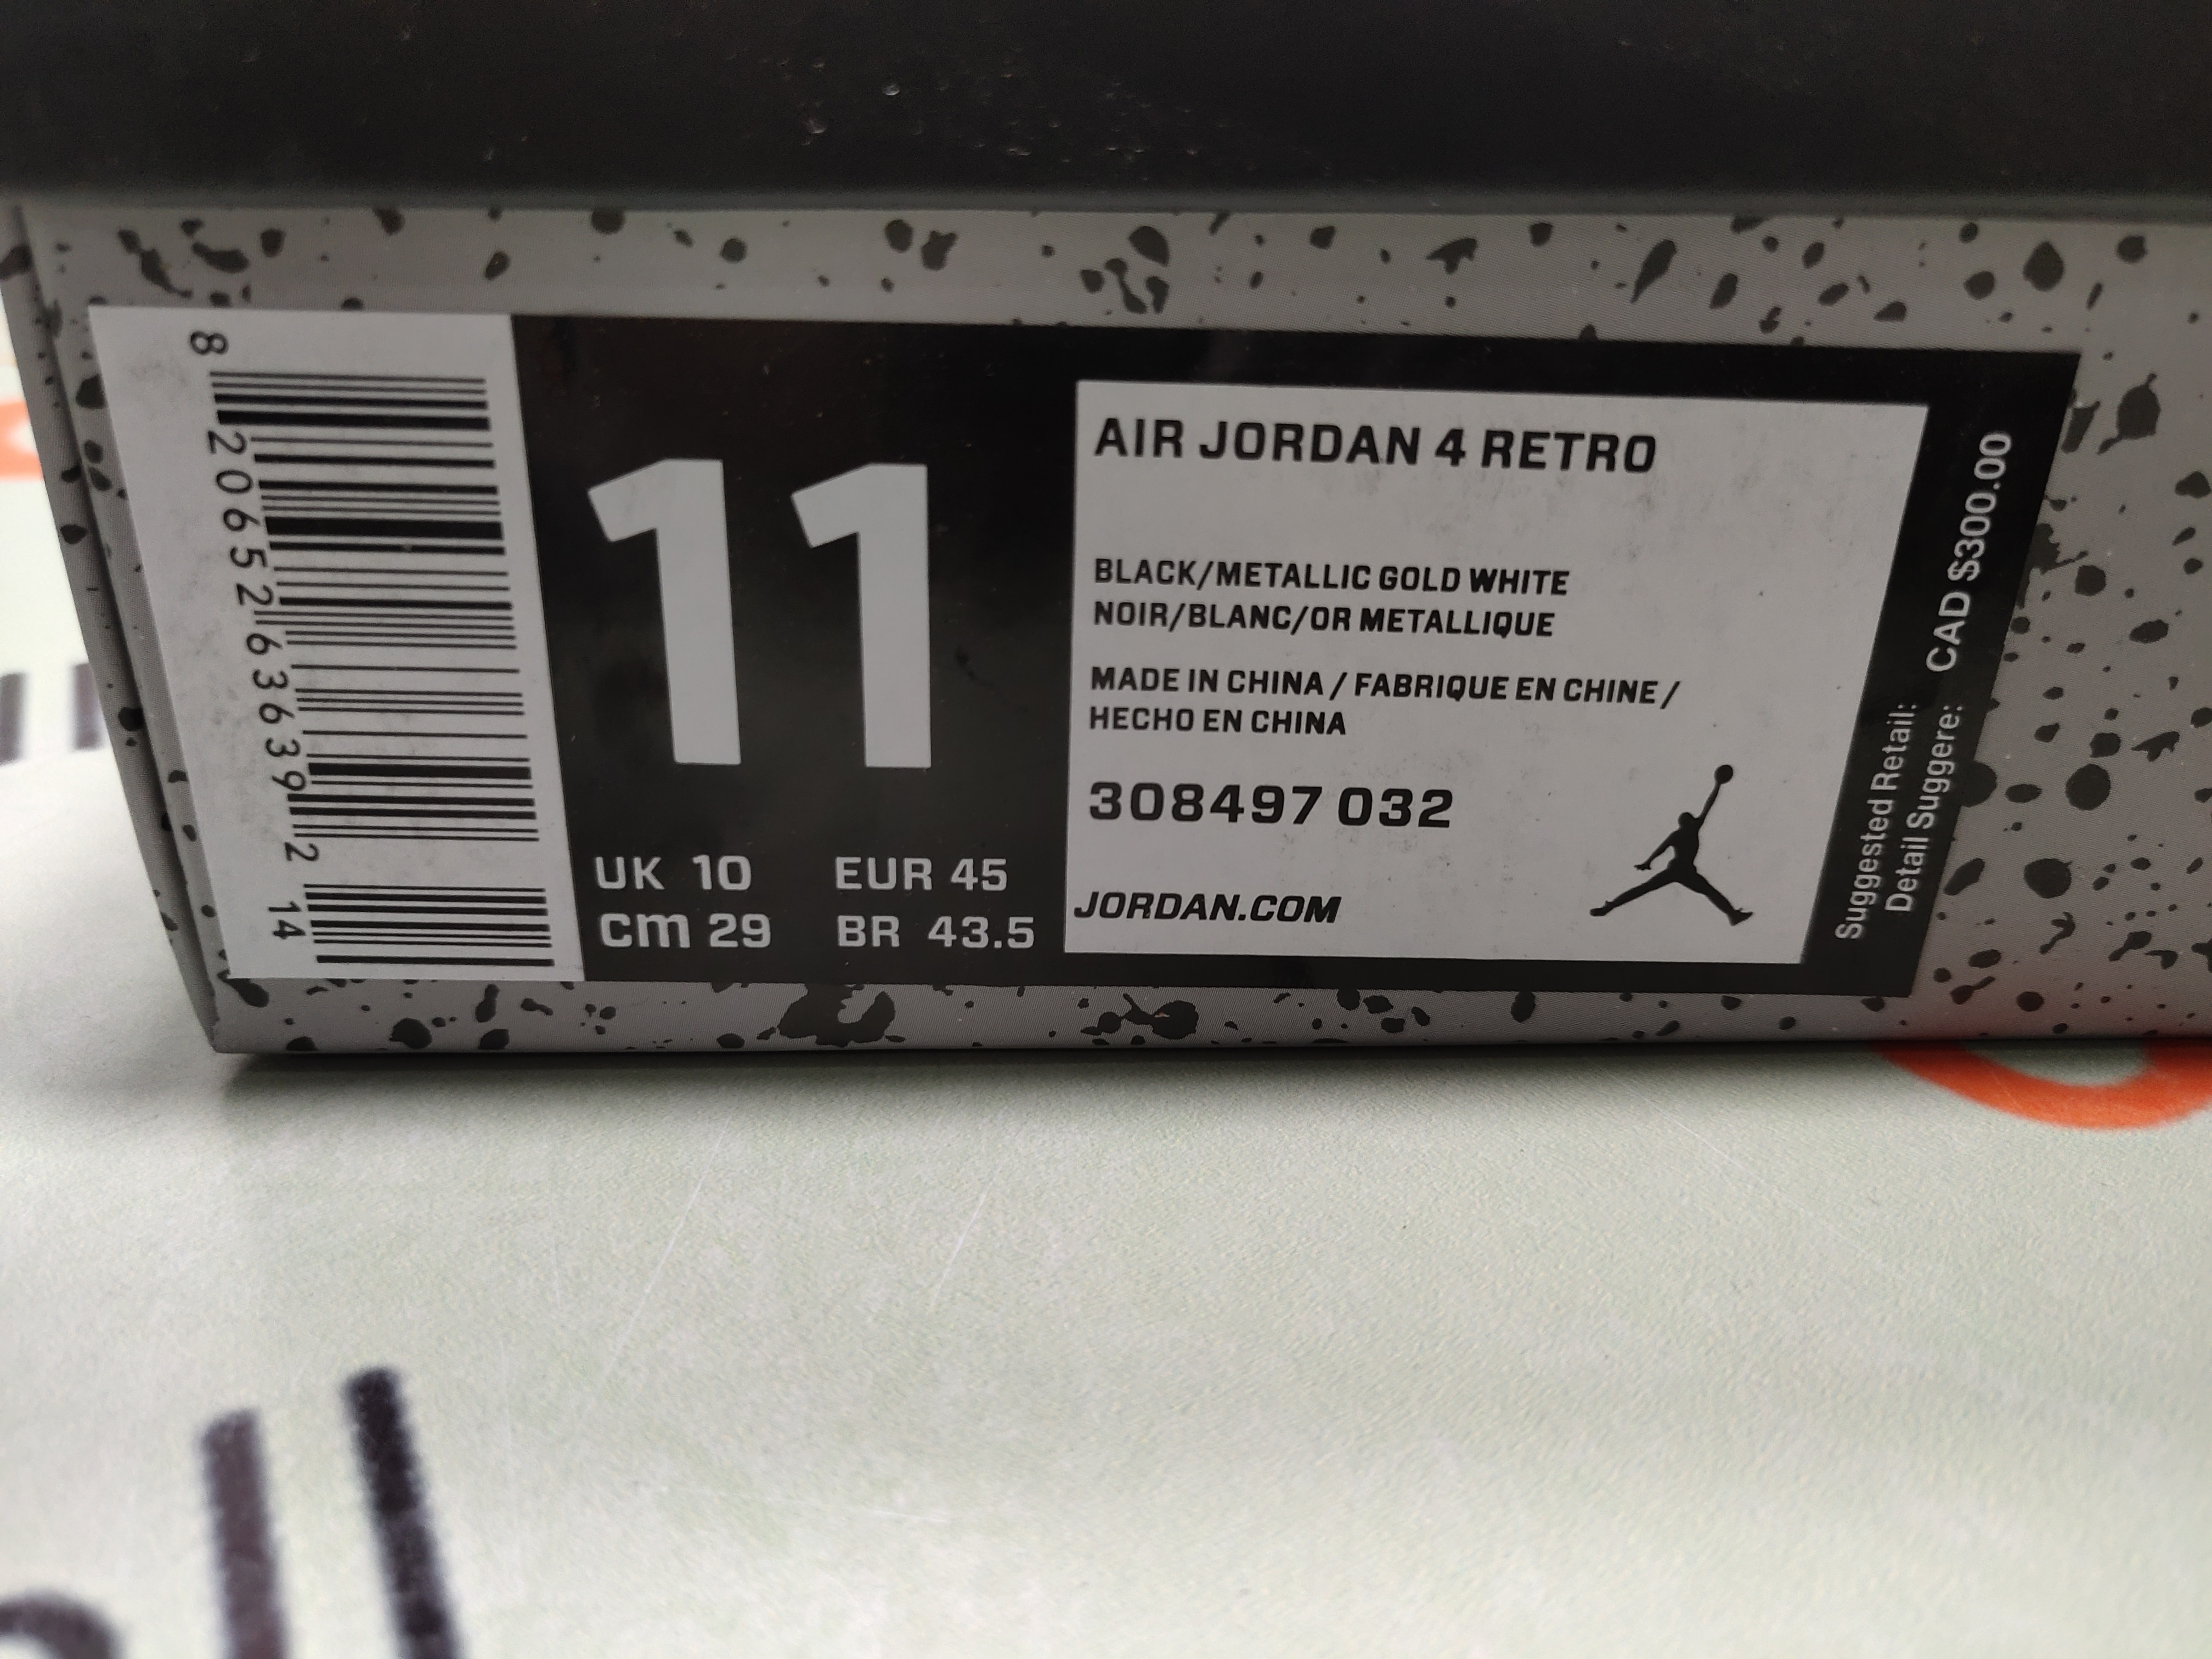 8 20652 63639 2 14
11
UK 10 EUR 45
cm 29 BR 43.5
AIR JORDAN 4 RETRO
BLACK/METALLIC GOLD WHITE
NOIR/BLANC/OR METALLIQUE
MADE IN CHINA / FABRIQUE EN CHINE /
HECHO EN CHINA
308497 032
JORDAN.COM
Suggested Retail:
Detail Suggere: CAD $300.00